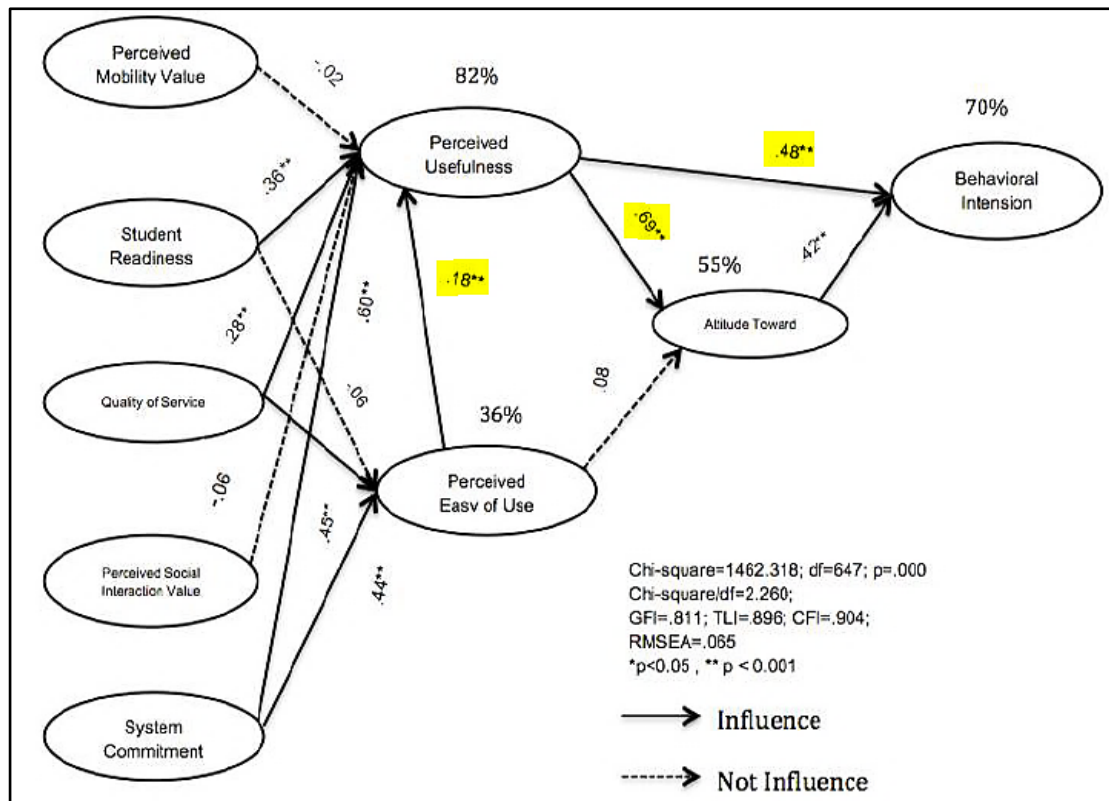 Perceived
Mobility Value
-.02
82%
70%
Perceived
Usefulness
.48**
Behavioral
Intension
.36**
.69**
.42**
Student
Readiness
.18**
55%
.60**
Attitude Toward
.28**
-.06
.08
Quality of Service
36%
Perceived
Easy of Use
-.06
.45**
.44**
Perceived Social
Interaction Value
Chi-square=1462.318; df=647; p=.000
Chi-square/df=2.260;
GFI=.811; TLI=.896; CFI=.904;
RMSEA=.065
*p<0.05 , ** p < 0.001
System
Commitment
Influence
Not Influence